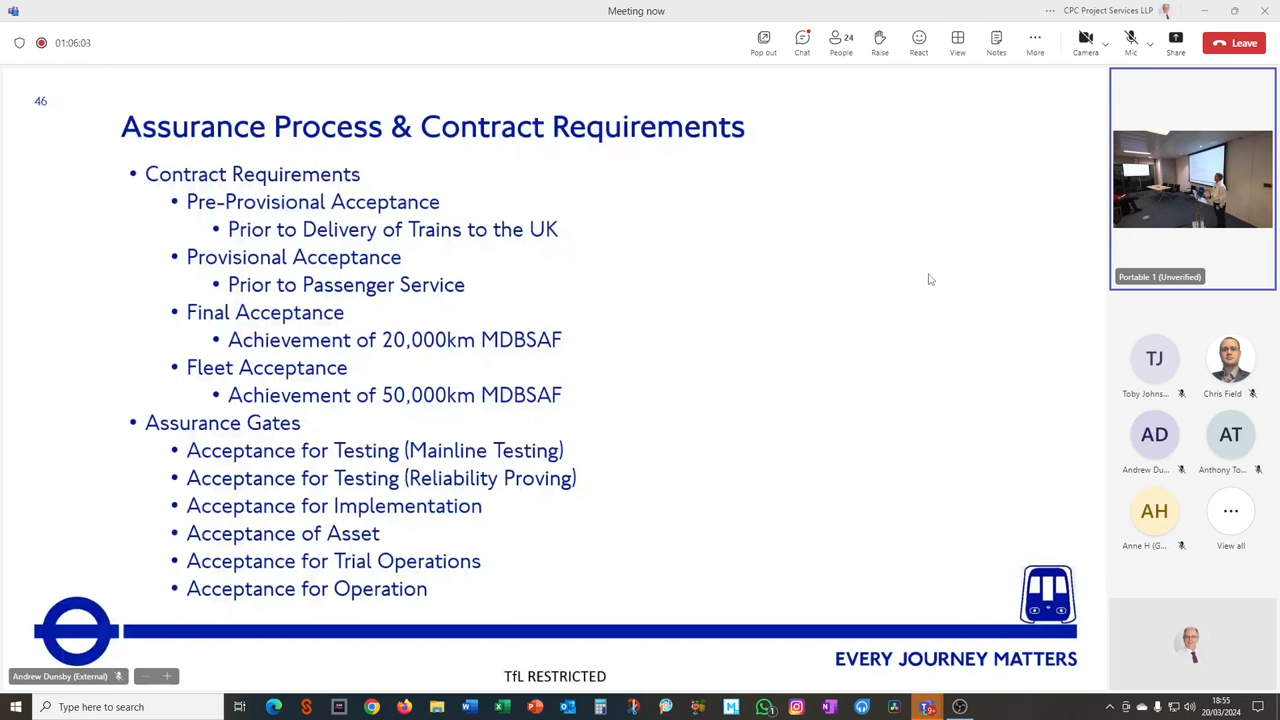 Meeting now
CPC Project Services LLP
01:06:03
Pop out
Chat
24
People
Raise
React
View
Notes
More
Camera
Mic
Share
Leave
46
Assurance Process & Contract Requirements
• Contract Requirements
• Pre-Provisional Acceptance
• Prior to Delivery of Trains to the UK
• Provisional Acceptance
• Prior to Passenger Service
• Final Acceptance
• Achievement of 20,000km MDBSAF
• Fleet Acceptance
• Achievement of 50,000km MDBSAF
• Assurance Gates
• Acceptance for Testing (Mainline Testing)
• Acceptance for Testing (Reliability Proving)
• Acceptance for Implementation
• Acceptance of Asset
• Acceptance for Trial Operations
• Acceptance for Operation
EVERY JOURNEY MATTERS
TfL RESTRICTED
Andrew Dunsby (External)
Portable 1 (Unverified)
TJ
Toby Johns...
Chris Field
AD
Andrew Du...
AT
Anthony To...
AH
Anne H (G...
View all
Type here to search
18:55
20/03/2024